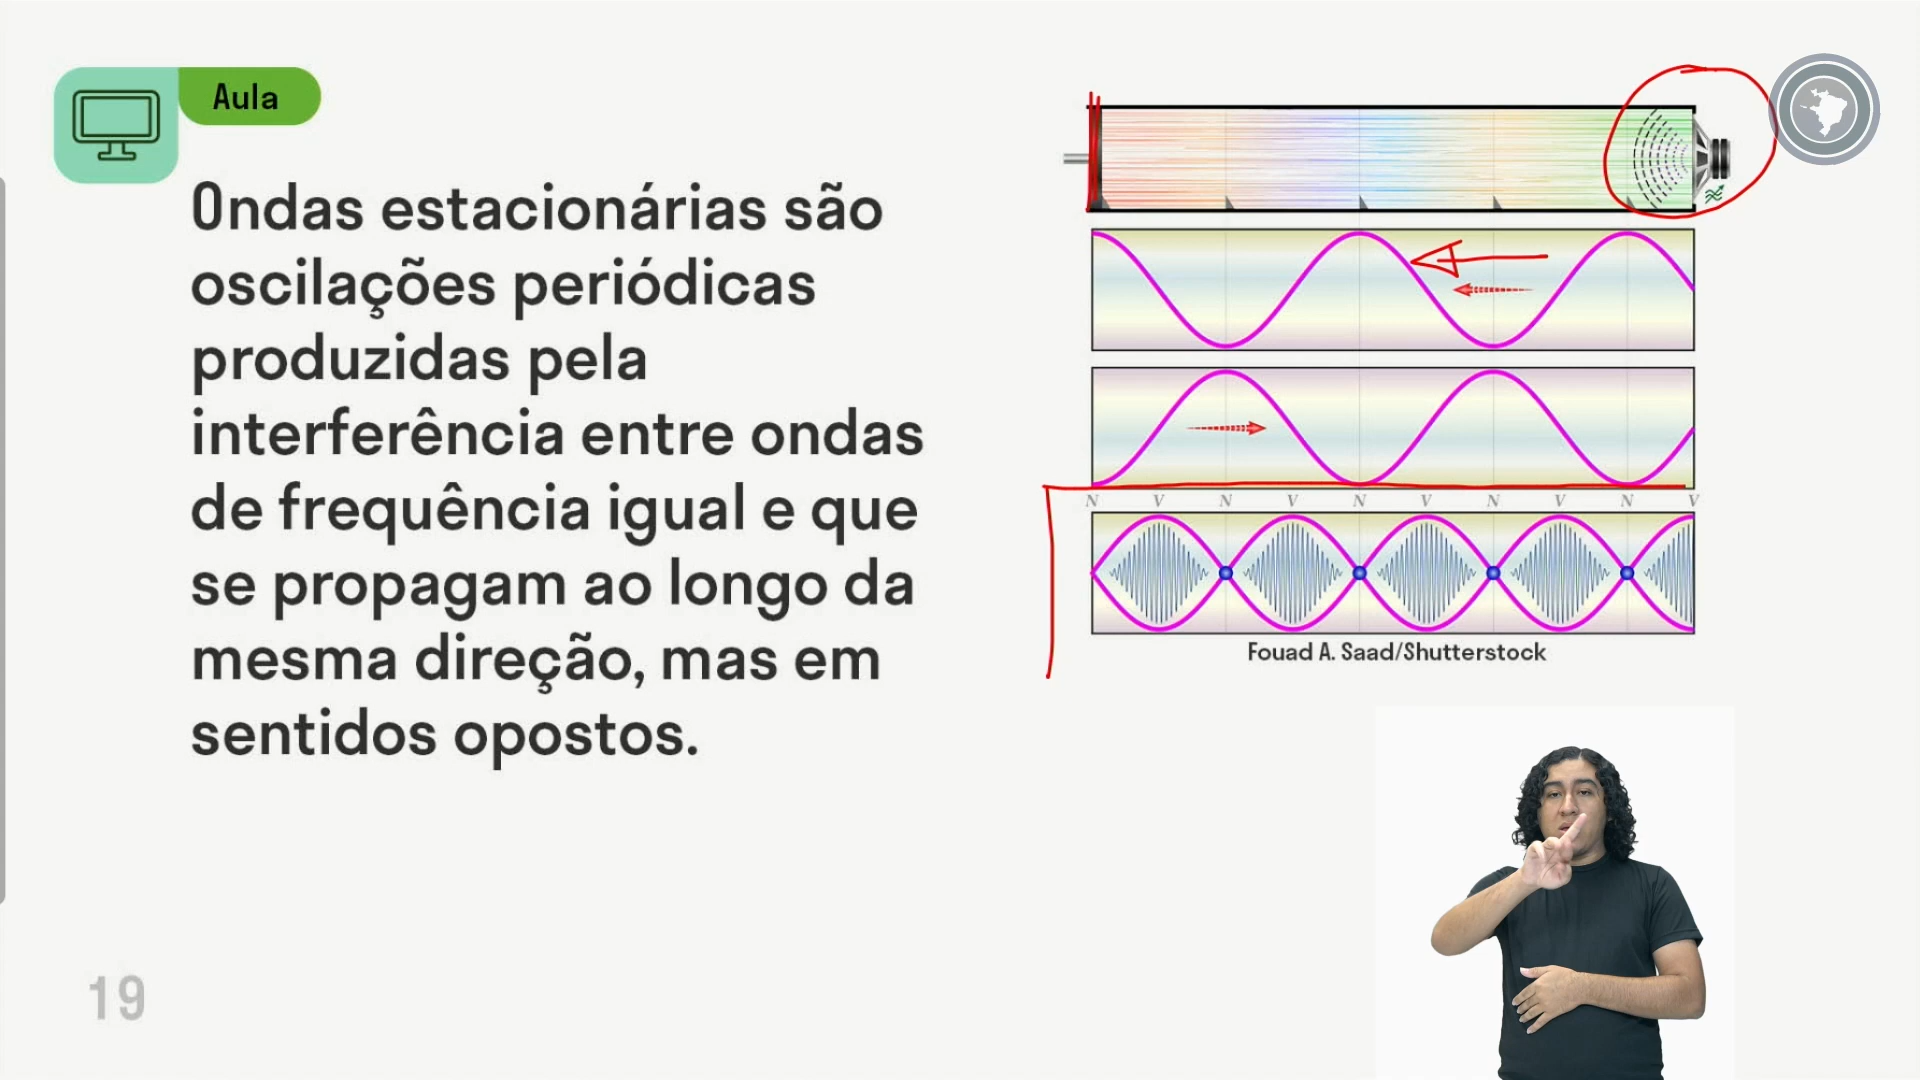 Aula
Ondas estacionárias são
oscilações periódicas
produzidas pela
interferência entre ondas
de frequência igual e que
se propagam ao longo da
mesma direção, mas em
sentidos opostos.
N V N V N V N V N V
Fouad A. Saad/Shutterstock
19